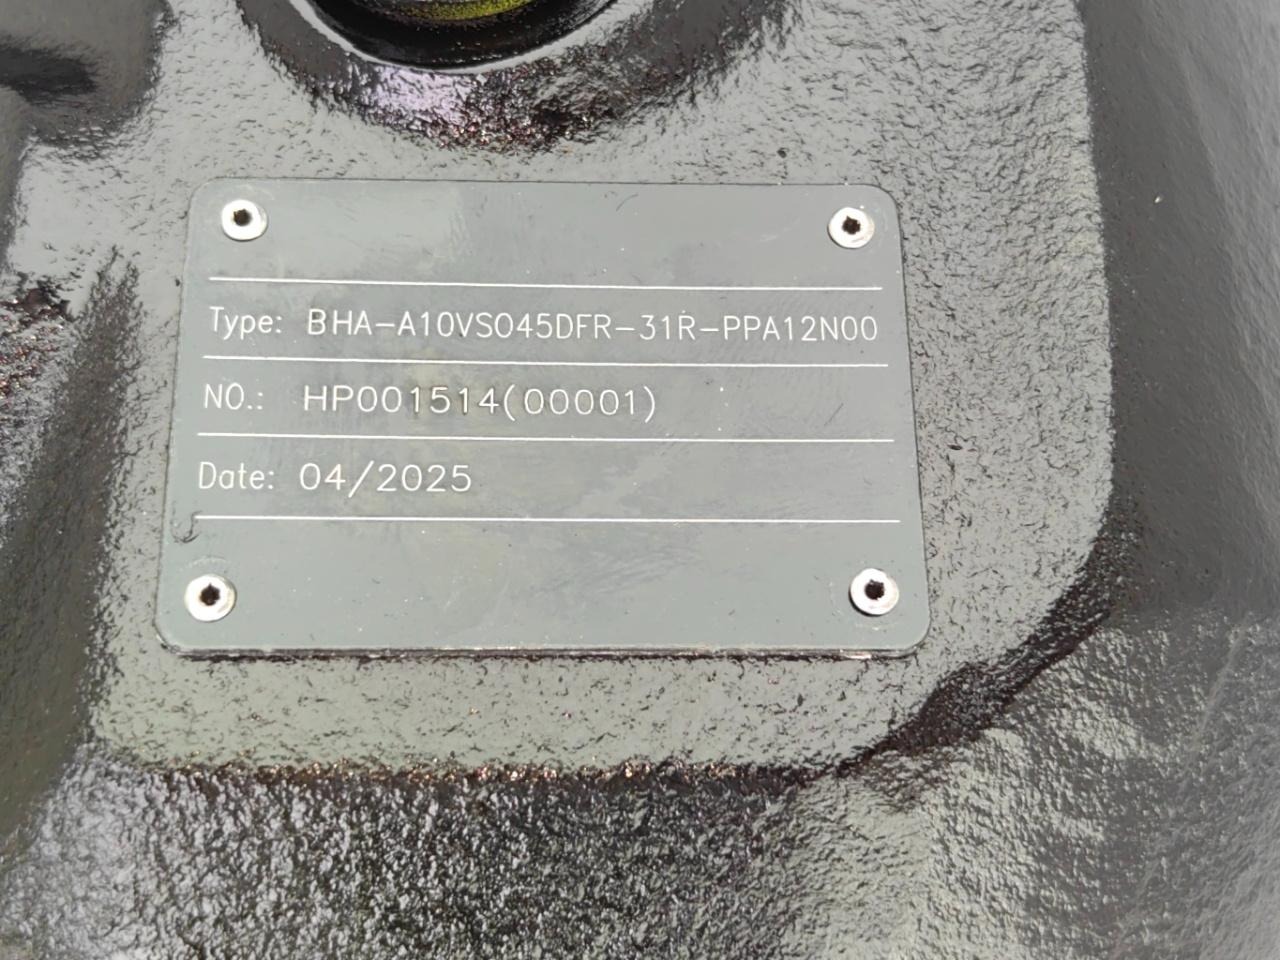 Type: BHA-A10VSO45DFR-31R-PPA12N00
NO.: HP001514(00001)
Date: 04/2025